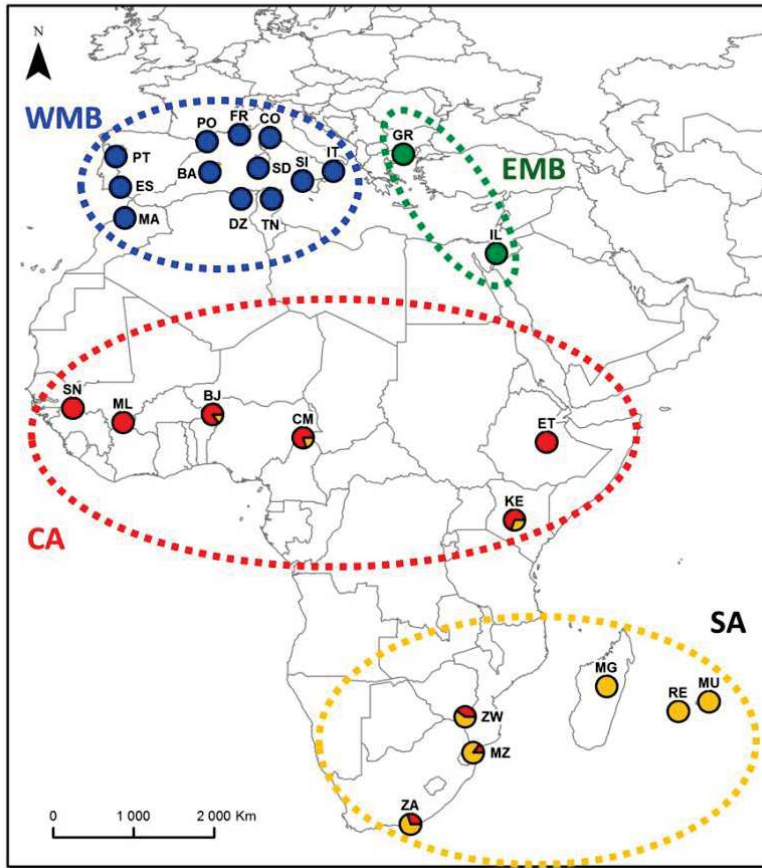 N
WMB
PO
FR
CO
PT
BA
SD
SI
IT
ES
MA
DZ
TN
GR
EMB
IL
SN
ML
BJ
CM
ET
KE
CA
SA
MG
RE
MU
ZW
MZ
ZA
0 1 000 2 000 Km